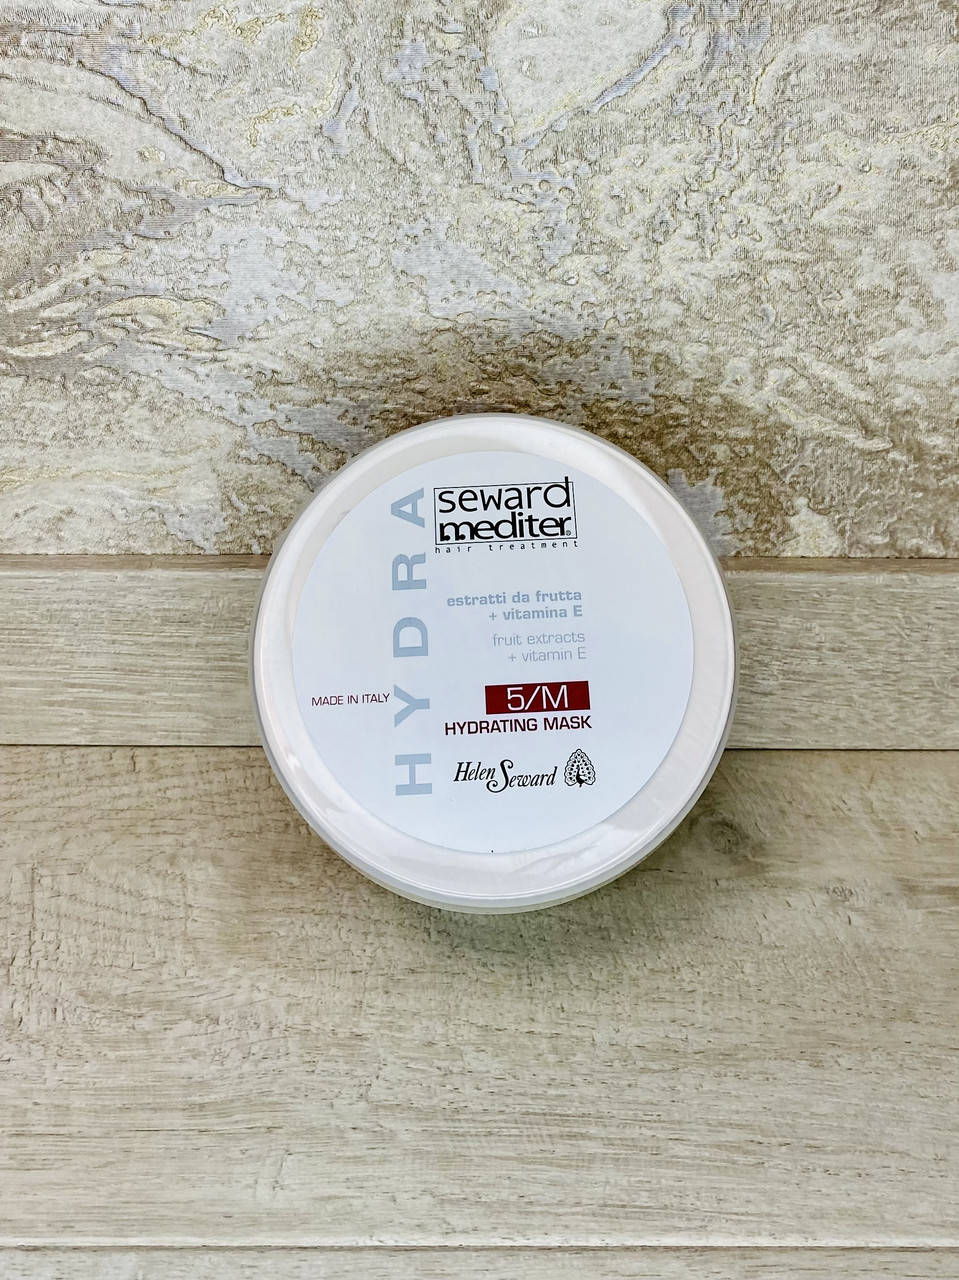 HYDRA
seward
mediter®
hair treatment
estratti da frutta
+ vitamina E
fruit extracts
+ vitamin E
MADE IN ITALY
5/M
HYDRATING MASK
Helen Seward